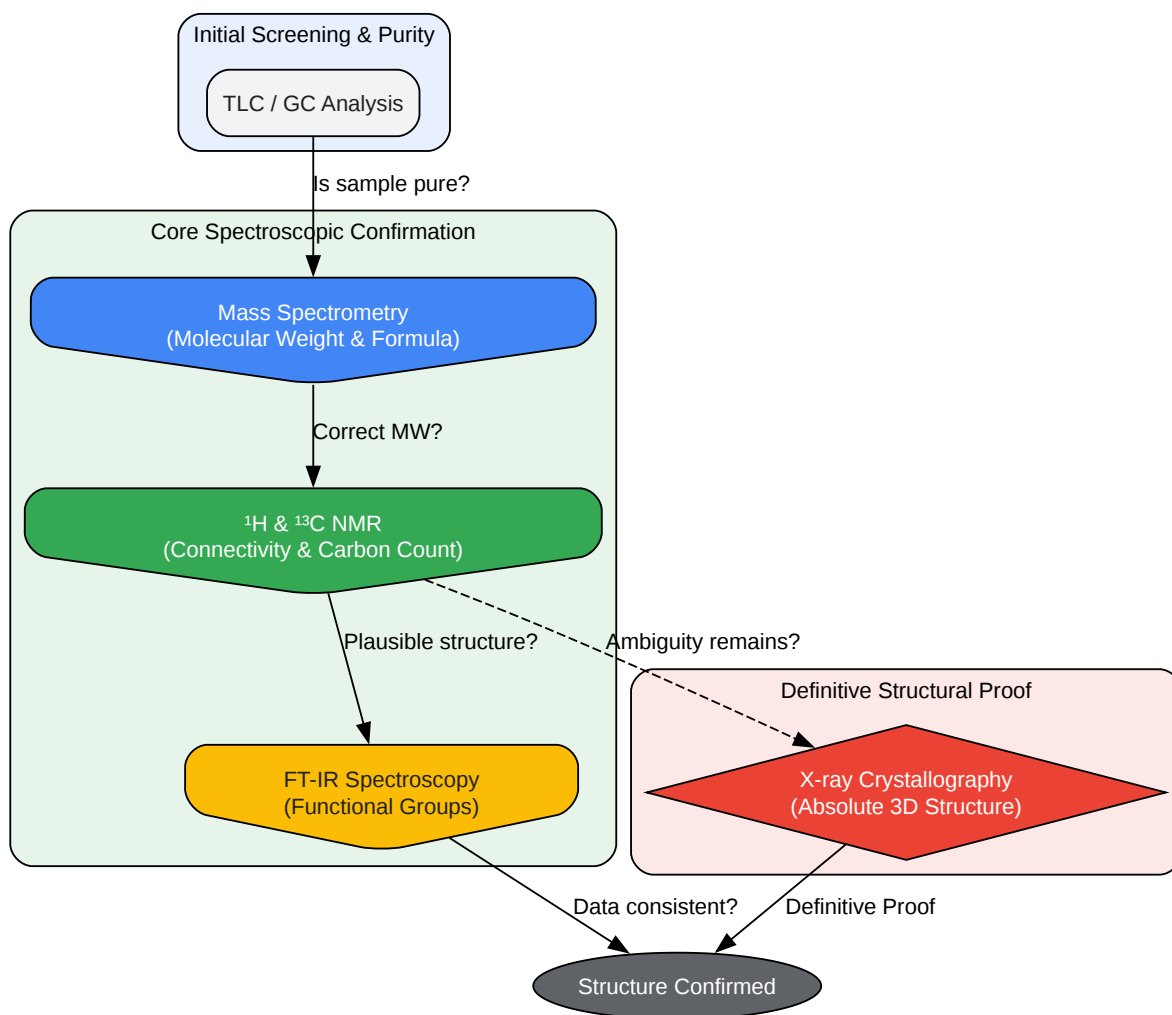 Initial Screening & Purity
TLC / GC Analysis
Is sample pure?
Core Spectroscopic Confirmation
Mass Spectrometry
(Molecular Weight & Formula)
Correct MW?
¹H & ¹³C NMR
(Connectivity & Carbon Count)
Plausible structure?
Ambiguity remains?
Definitive Structural Proof
FT-IR Spectroscopy
(Functional Groups)
X-ray Crystallography
(Absolute 3D Structure)
Data consistent?
Definitive Proof
Structure Confirmed